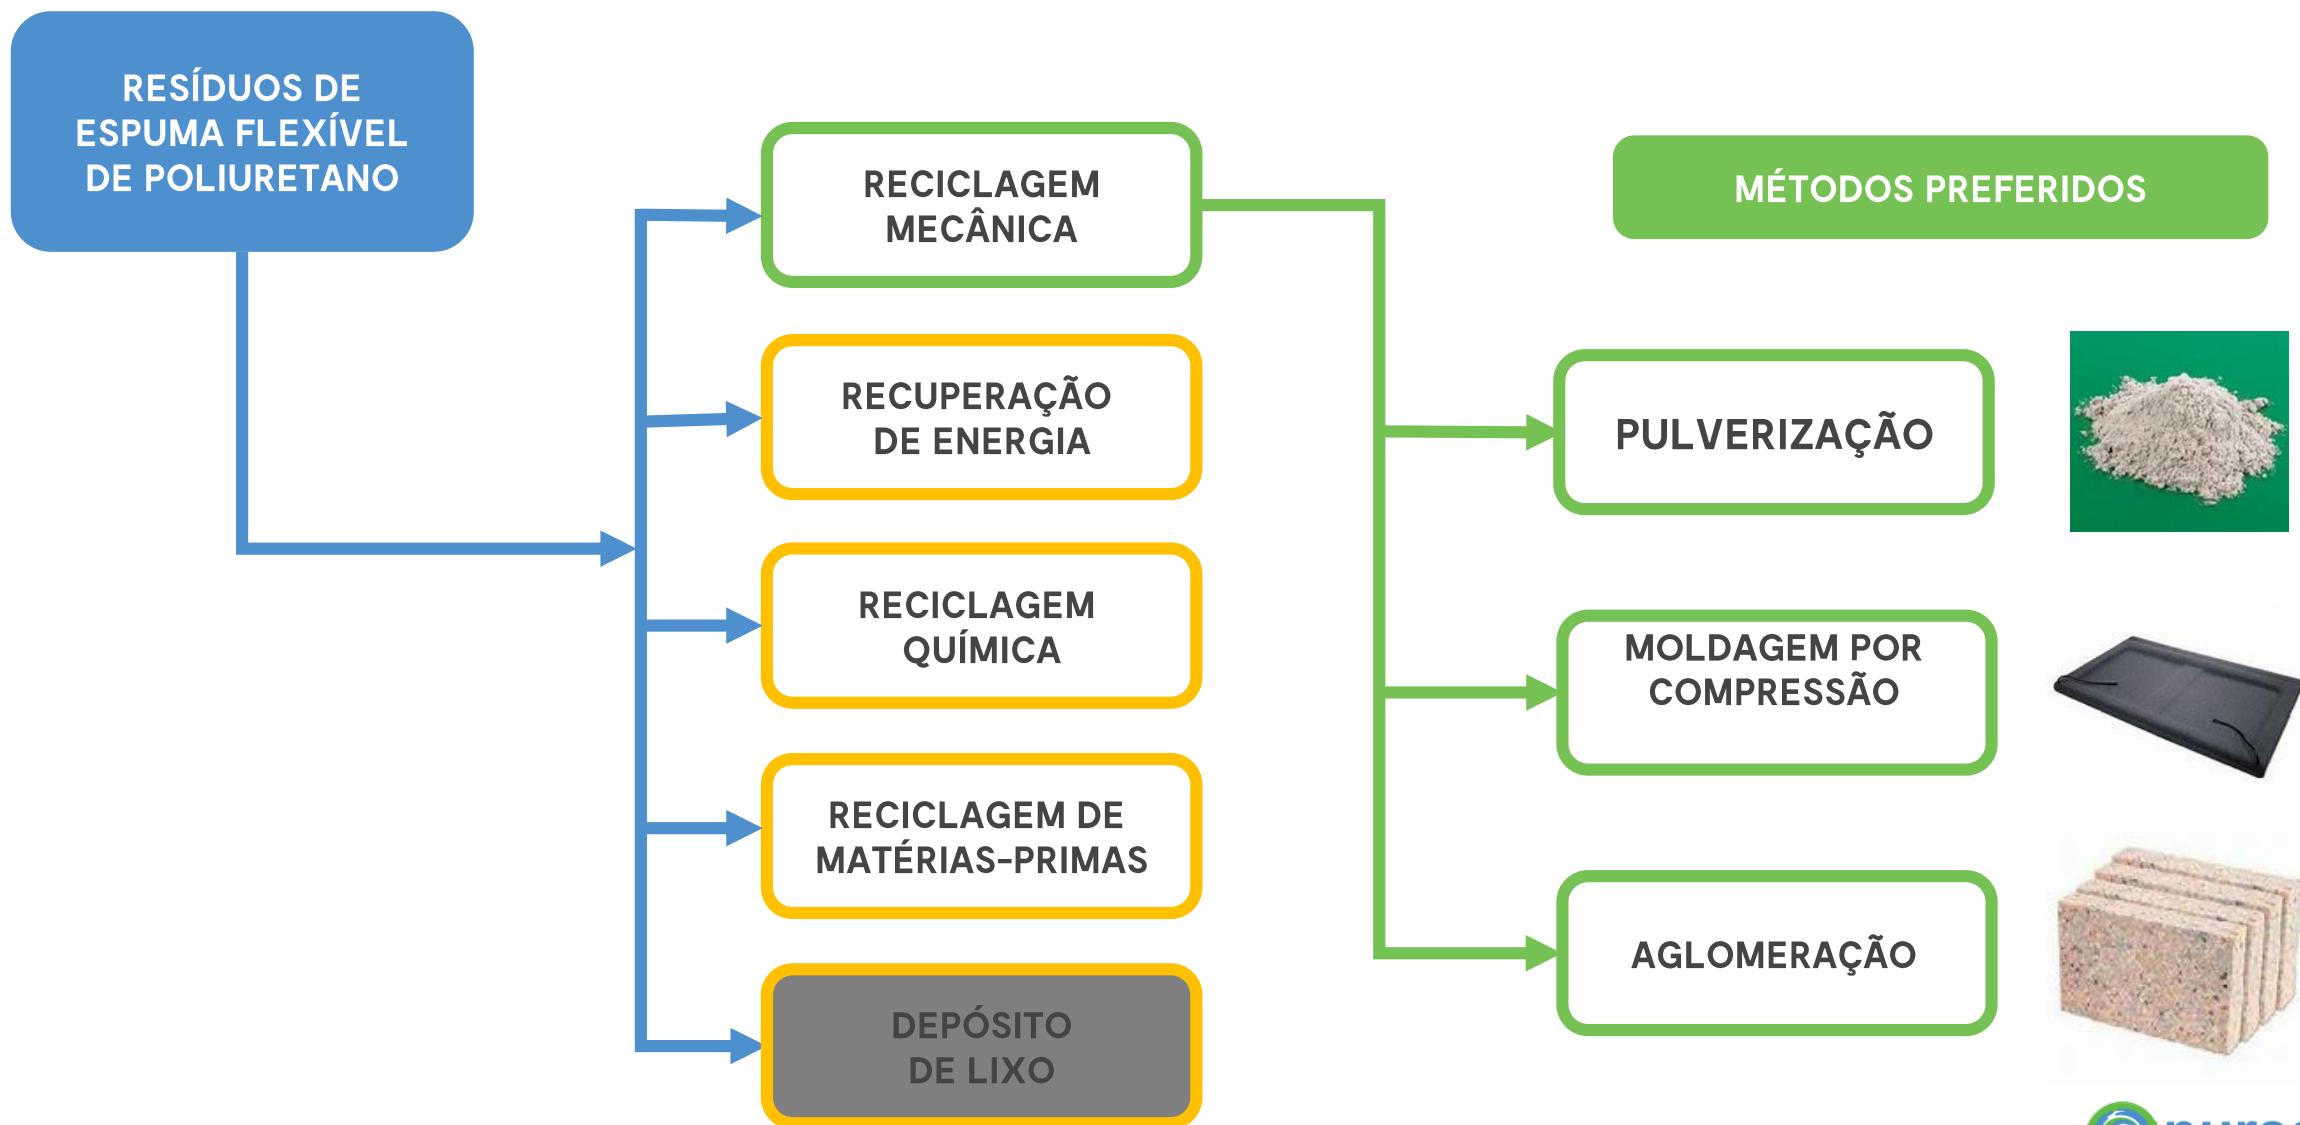 RESÍDUOS DE
ESPUMA FLEXÍVEL
DE POLIURETANO
RECICLAGEM
MECÂNICA
RECUPERAÇÃO
DE ENERGIA
RECICLAGEM
QUÍMICA
RECICLAGEM DE
MATÉRIAS-PRIMAS
DEPÓSITO
DE LIXO
MÉTODOS PREFERIDOS
PULVERIZAÇÃO
MOLDAGEM POR
COMPRESSÃO
AGLOMERAÇÃO